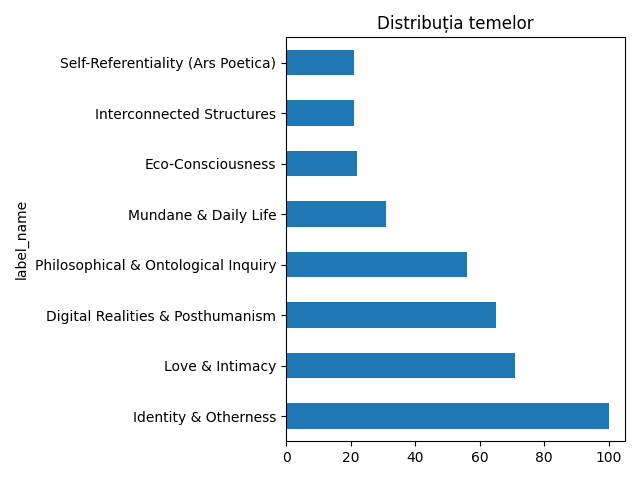 Distribuția temelor
Self-Referentiality (Ars Poetica)
Interconnected Structures
Eco-Consciousness
Mundane & Daily Life
Philosophical & Ontological Inquiry
Digital Realities & Posthumanism
Love & Intimacy
Identity & Otherness
label_name
0 20 40 60 80 100